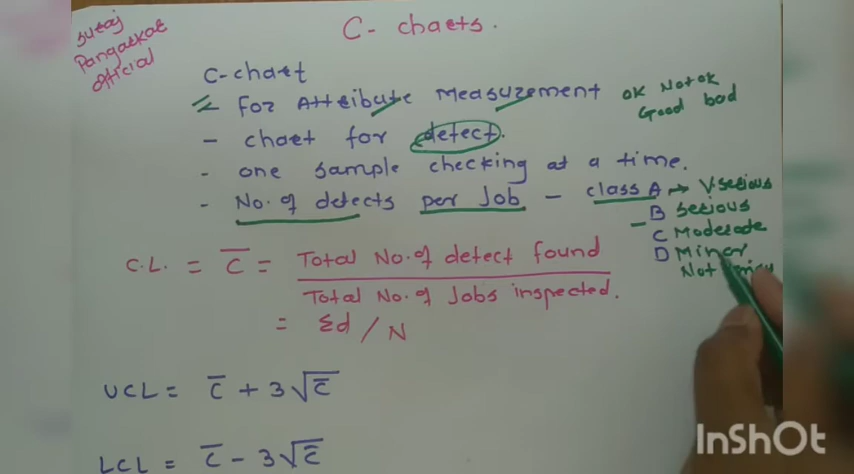 suraj
Pangatkat
official
C - charts.
C-chart
For Attribute Measurement
OK Not ok
Good bad
- chart for defect.
- one sample checking at a time.
- No. of defects per Job - class A → V.serious
B serious
C Moderate
D Minor
Not
C.L. = C̅ = Total No. of defect found
Total No. of Jobs inspected.
= Σd / N
UCL = C̅ + 3√C̅
LCL = C̅ - 3√C̅
InShOt